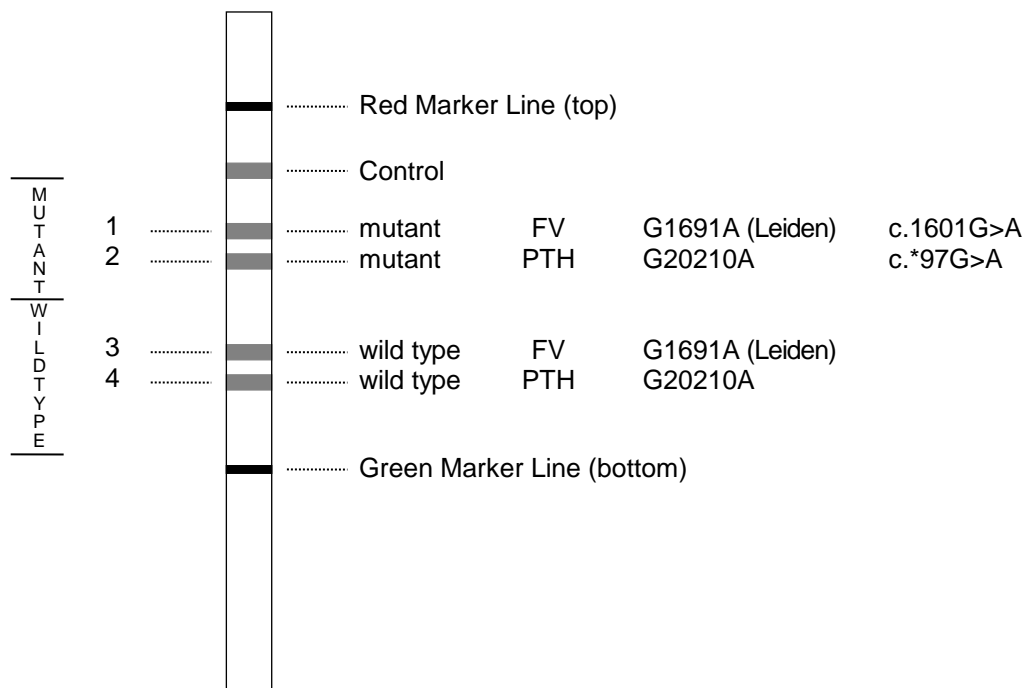 Red Marker Line (top)
Control
MUTANT
1 mutant FV G1691A (Leiden) c.1601G>A
2 mutant PTH G20210A c.*97G>A
WILDTYPE
3 wild type FV G1691A (Leiden)
4 wild type PTH G20210A
Green Marker Line (bottom)